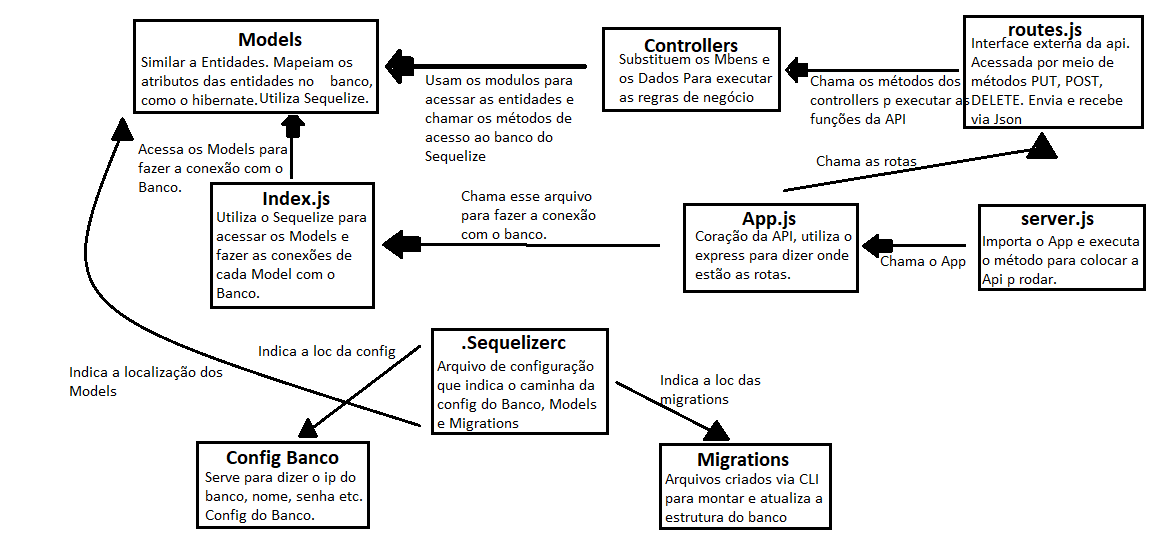 Models
Similar a Entidades. Mapeiam os
atributos das entidades no banco,
como o hibernate. Utiliza Sequelize.
Usam os modulos para
acessar as entidades e
chamar os métodos de
acesso ao banco do
Sequelize
Controllers
Substituem os Mbens e
os Dados Para executar
as regras de negócio
Chama os métodos dos
controllers p executar as
funções da API
routes.js
Interface externa da api.
Acessada por meio de
métodos PUT, POST,
DELETE. Envia e recebe
via Json
Acessa os Models para
fazer a conexão com o
Banco.
Index.js
Utiliza o Sequelize para
acessar os Models e
fazer as conexões de
cada Model com o
Banco.
Chama esse arquivo
para fazer a conexão
com o banco.
Chama as rotas
App.js
Coração da API, utiliza o
express para dizer onde
estão as rotas.
Chama o App
server.js
Importa o App e executa
o método para colocar a
Api p rodar.
Indica a localização dos
Models
Indica a loc da config
.Sequelizerc
Arquivo de configuração
que indica o caminha da
config do Banco, Models
e Migrations
Indica a loc das
migrations
Config Banco
Serve para dizer o ip do
banco, nome, senha etc.
Config do Banco.
Migrations
Arquivos criados via CLI
para montar e atualiza a
estrutura do banco